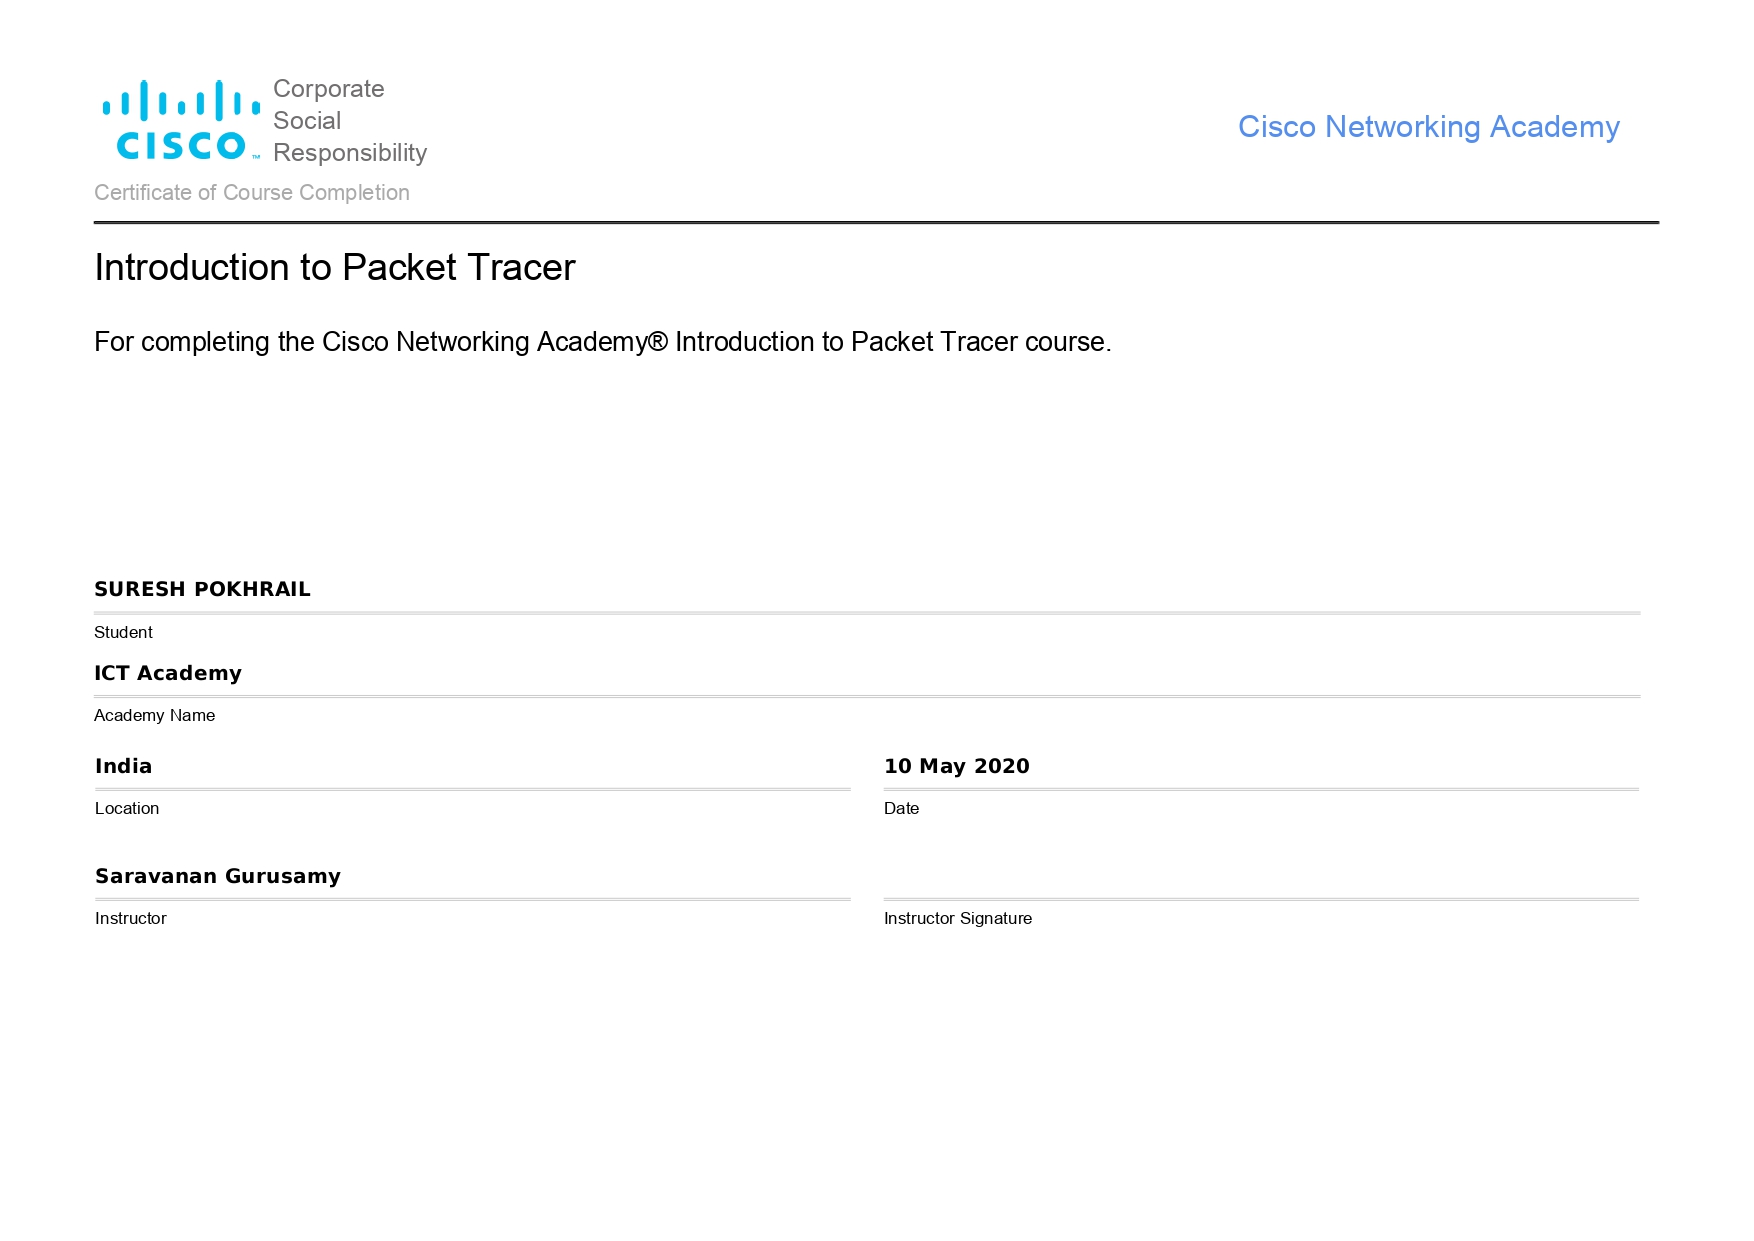 Corporate
Social
Responsibility
CISCO™
Cisco Networking Academy
Certificate of Course Completion
Introduction to Packet Tracer
For completing the Cisco Networking Academy® Introduction to Packet Tracer course.
SURESH POKHRAIL
Student
ICT Academy
Academy Name
India
10 May 2020
Location
Date
Saravanan Gurusamy
Instructor
Instructor Signature